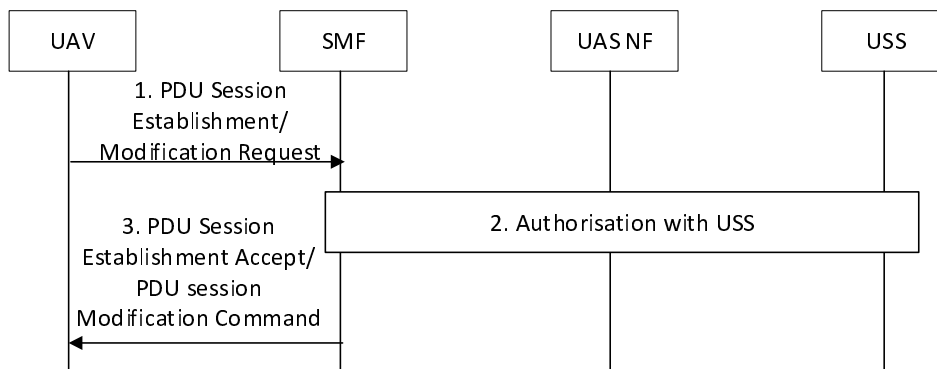 UAV
SMF
UAS NF
USS
1. PDU Session
Establishment/
Modification Request
2. Authorisation with USS
3. PDU Session
Establishment Accept/
PDU session
Modification Command